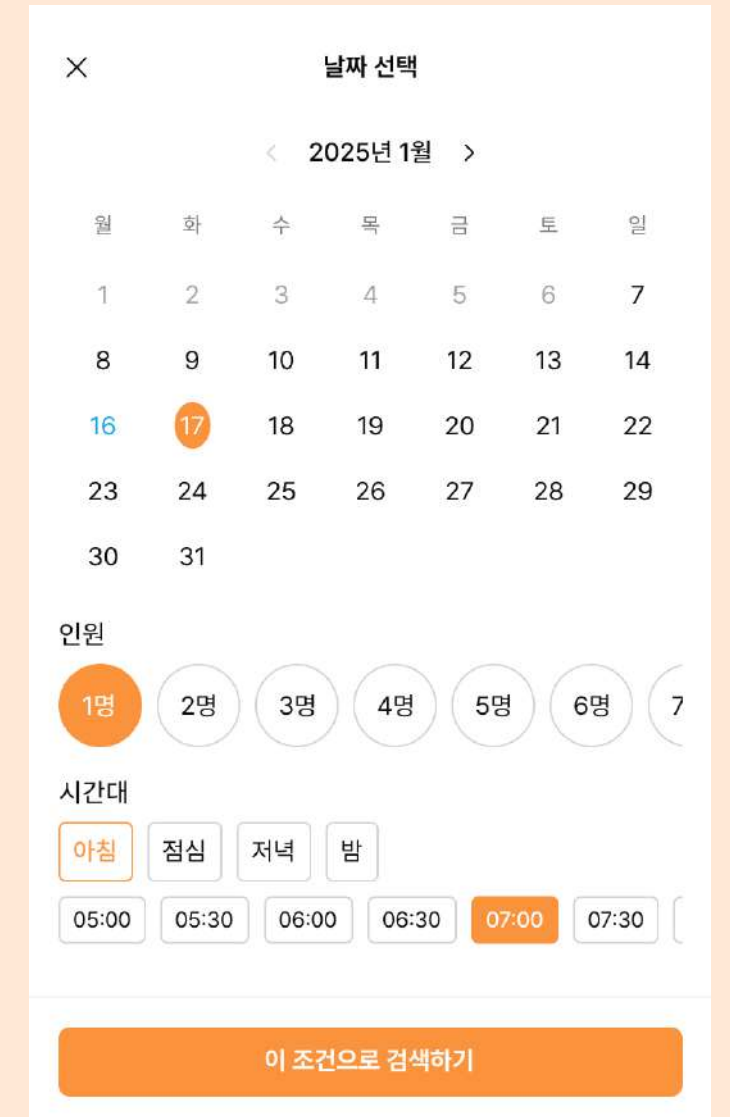 날짜 선택
2025년 1월
월 화 수 목 금 토 일
1 2 3 4 5 6 7
8 9 10 11 12 13 14
16 17 18 19 20 21 22
23 24 25 26 27 28 29
30 31
인원
1명 2명 3명 4명 5명 6명 7
시간대
아침 점심 저녁 밤
05:00 05:30 06:00 06:30 07:00 07:30
이 조건으로 검색하기